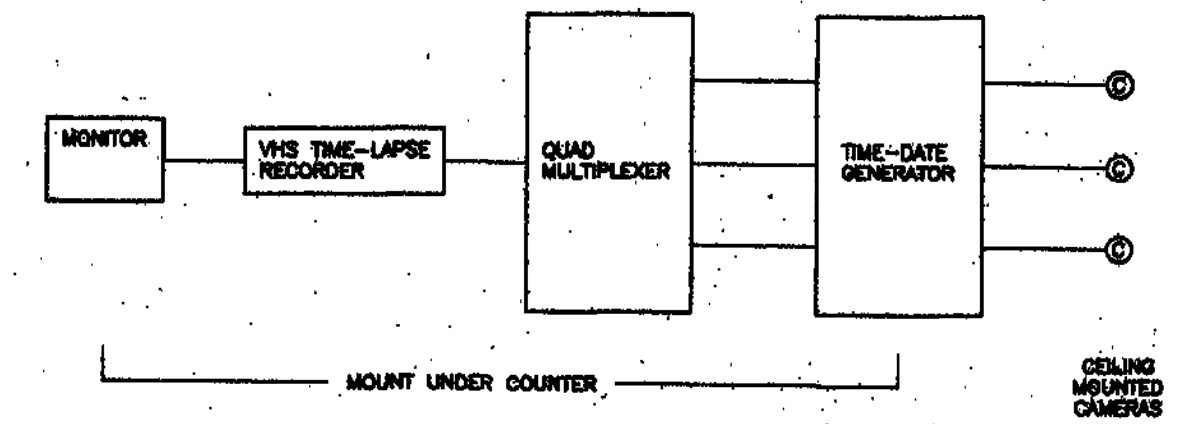 MONITOR
VHS TIME-LAPSE
RECORDER
QUAD
MULTIPLEXER
TIME-DATE
GENERATOR
C
C
C
MOUNT UNDER COUNTER
CEILING
MOUNTED
CAMERAS